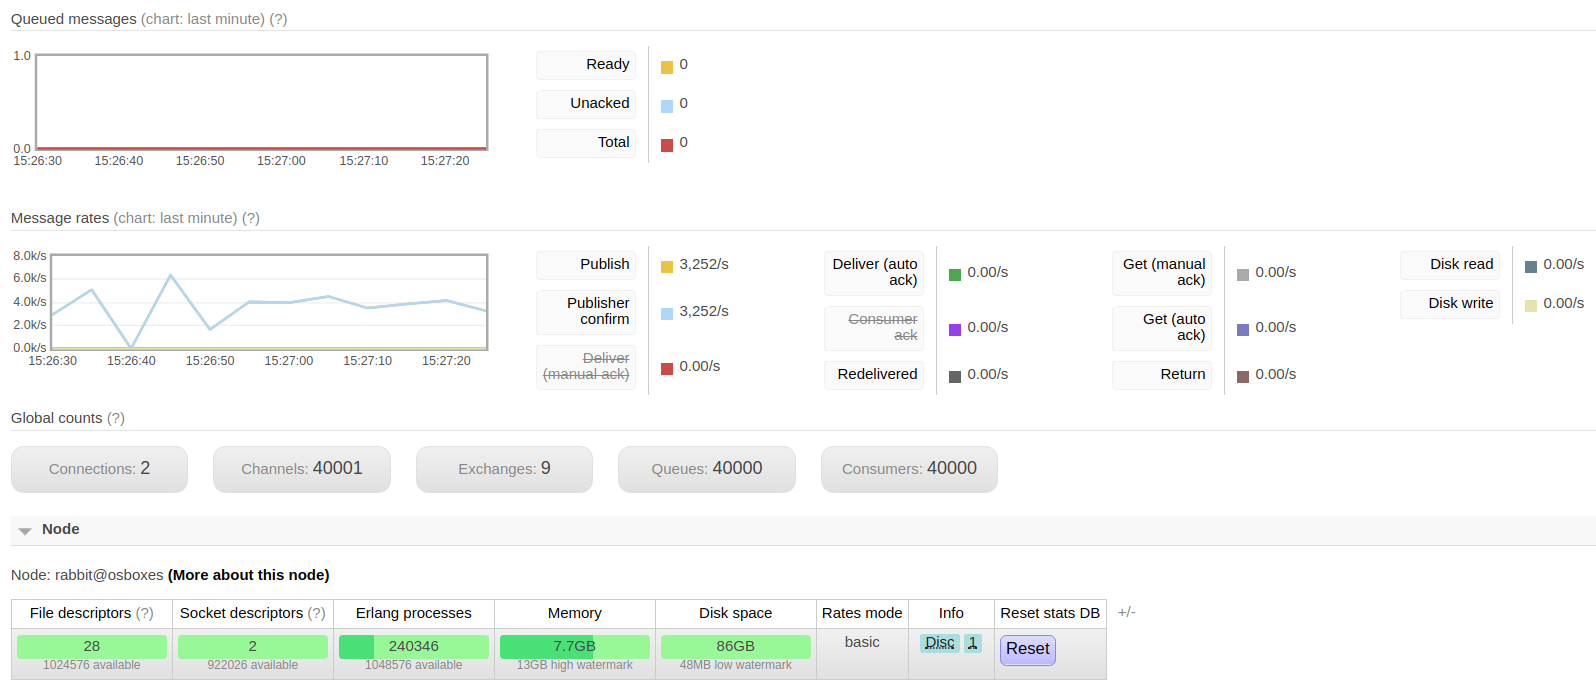 Queued messages (chart: last minute) (?)
1.0
0.0
15:26:30 15:26:40 15:26:50 15:27:00 15:27:10 15:27:20
Ready 0
Unacked 0
Total 0
Message rates (chart: last minute) (?)
8.0k/s
6.0k/s
4.0k/s
2.0k/s
0.0k/s
15:26:30 15:26:40 15:26:50 15:27:00 15:27:10 15:27:20
Publish 3,252/s
Publisher
confirm 3,252/s
Deliver
(manual ack) 0.00/s
Deliver (auto
ack) 0.00/s
Consumer
ack 0.00/s
Redelivered 0.00/s
Get (manual
ack) 0.00/s
Get (auto
ack) 0.00/s
Return 0.00/s
Disk read 0.00/s
Disk write 0.00/s
Global counts (?)
Connections: 2 Channels: 40001 Exchanges: 9 Queues: 40000 Consumers: 40000
Node
Node: rabbit@osboxes (More about this node)
File descriptors (?) Socket descriptors (?) Erlang processes Memory Disk space Rates mode Info Reset stats DB +/-
28 2 240346 7.7GB 86GB basic Disc 1 Reset
1024576 available 922026 available 1048576 available 13GB high watermark 48MB low watermark